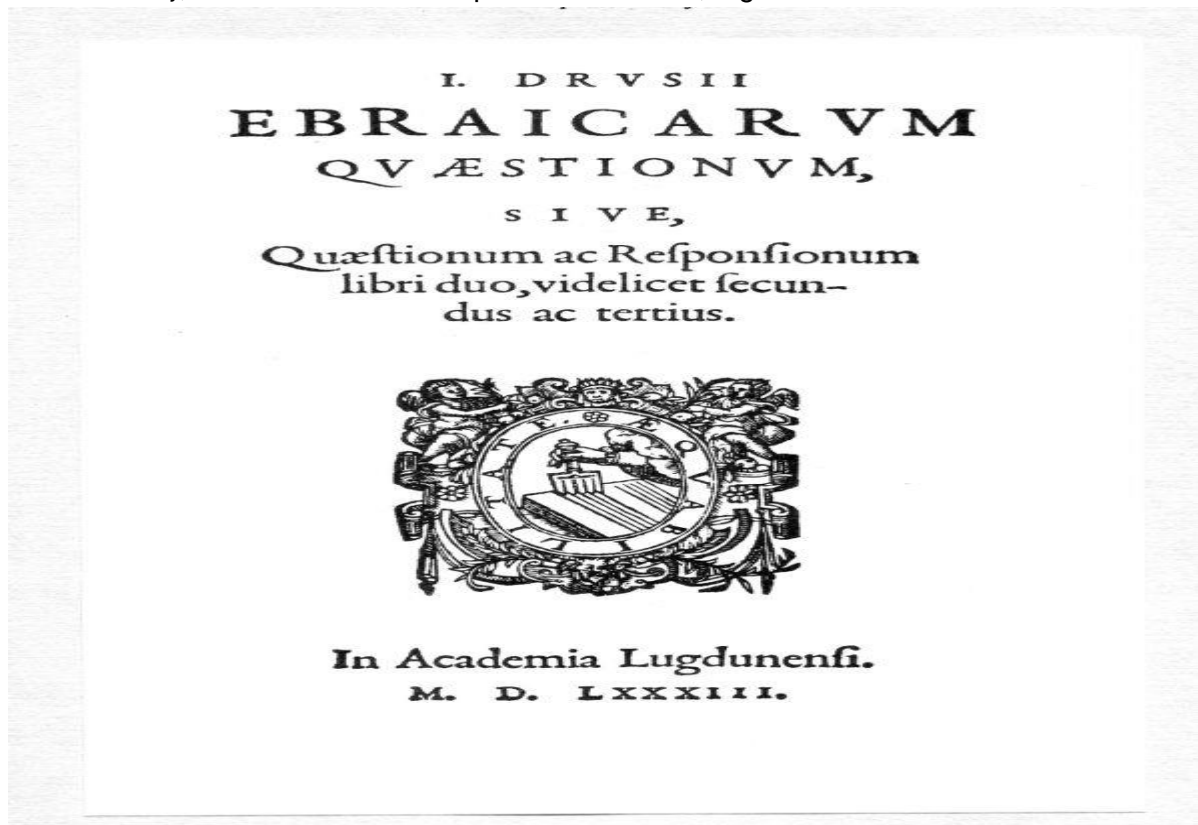 I. DRVSII
EBRAICARVM
QVÆSTIONVM,
SIVE,
Quæſtionum ac Reſponſionum
libri duo, videlicet ſecun-
dus ac tertius.
In Academia Lugdunenſi.
M. D. LXXXIII.